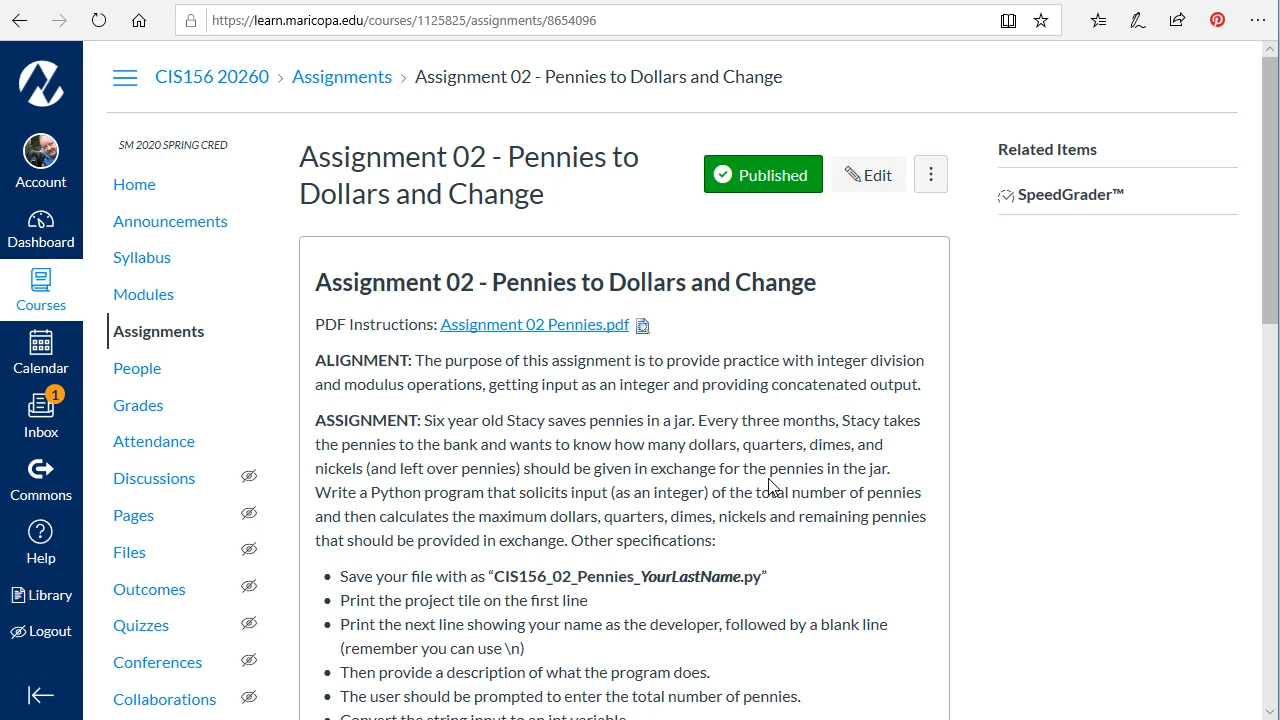 https://learn.maricopa.edu/courses/1125825/assignments/8654096
CIS156 20260 > Assignments > Assignment 02 - Pennies to Dollars and Change
Account
Dashboard
Courses
Calendar
1
Inbox
Commons
Help
Library
Logout
SM 2020 SPRING CRED
Home
Announcements
Syllabus
Modules
Assignments
People
Grades
Attendance
Discussions
Pages
Files
Outcomes
Quizzes
Conferences
Collaborations
Assignment 02 - Pennies to
Dollars and Change
Published
Edit
Assignment 02 - Pennies to Dollars and Change
PDF Instructions: Assignment 02 Pennies.pdf
ALIGNMENT: The purpose of this assignment is to provide practice with integer division
and modulus operations, getting input as an integer and providing concatenated output.
ASSIGNMENT: Six year old Stacy saves pennies in a jar. Every three months, Stacy takes
the pennies to the bank and wants to know how many dollars, quarters, dimes, and
nickels (and left over pennies) should be given in exchange for the pennies in the jar.
Write a Python program that solicits input (as an integer) of the total number of pennies
and then calculates the maximum dollars, quarters, dimes, nickels and remaining pennies
that should be provided in exchange. Other specifications:
• Save your file with as “CIS156_02_Pennies_YourLastName.py”
• Print the project tile on the first line
• Print the next line showing your name as the developer, followed by a blank line
(remember you can use \n)
• Then provide a description of what the program does.
• The user should be prompted to enter the total number of pennies.
• Convert the string input to an int variable
Related Items
SpeedGrader™